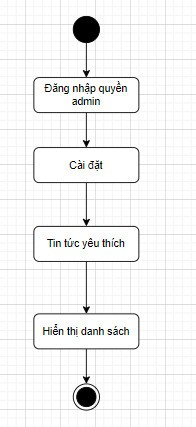 Đăng nhập quyền
admin
Cài đặt
Tin tức yêu thích
Hiển thị danh sách